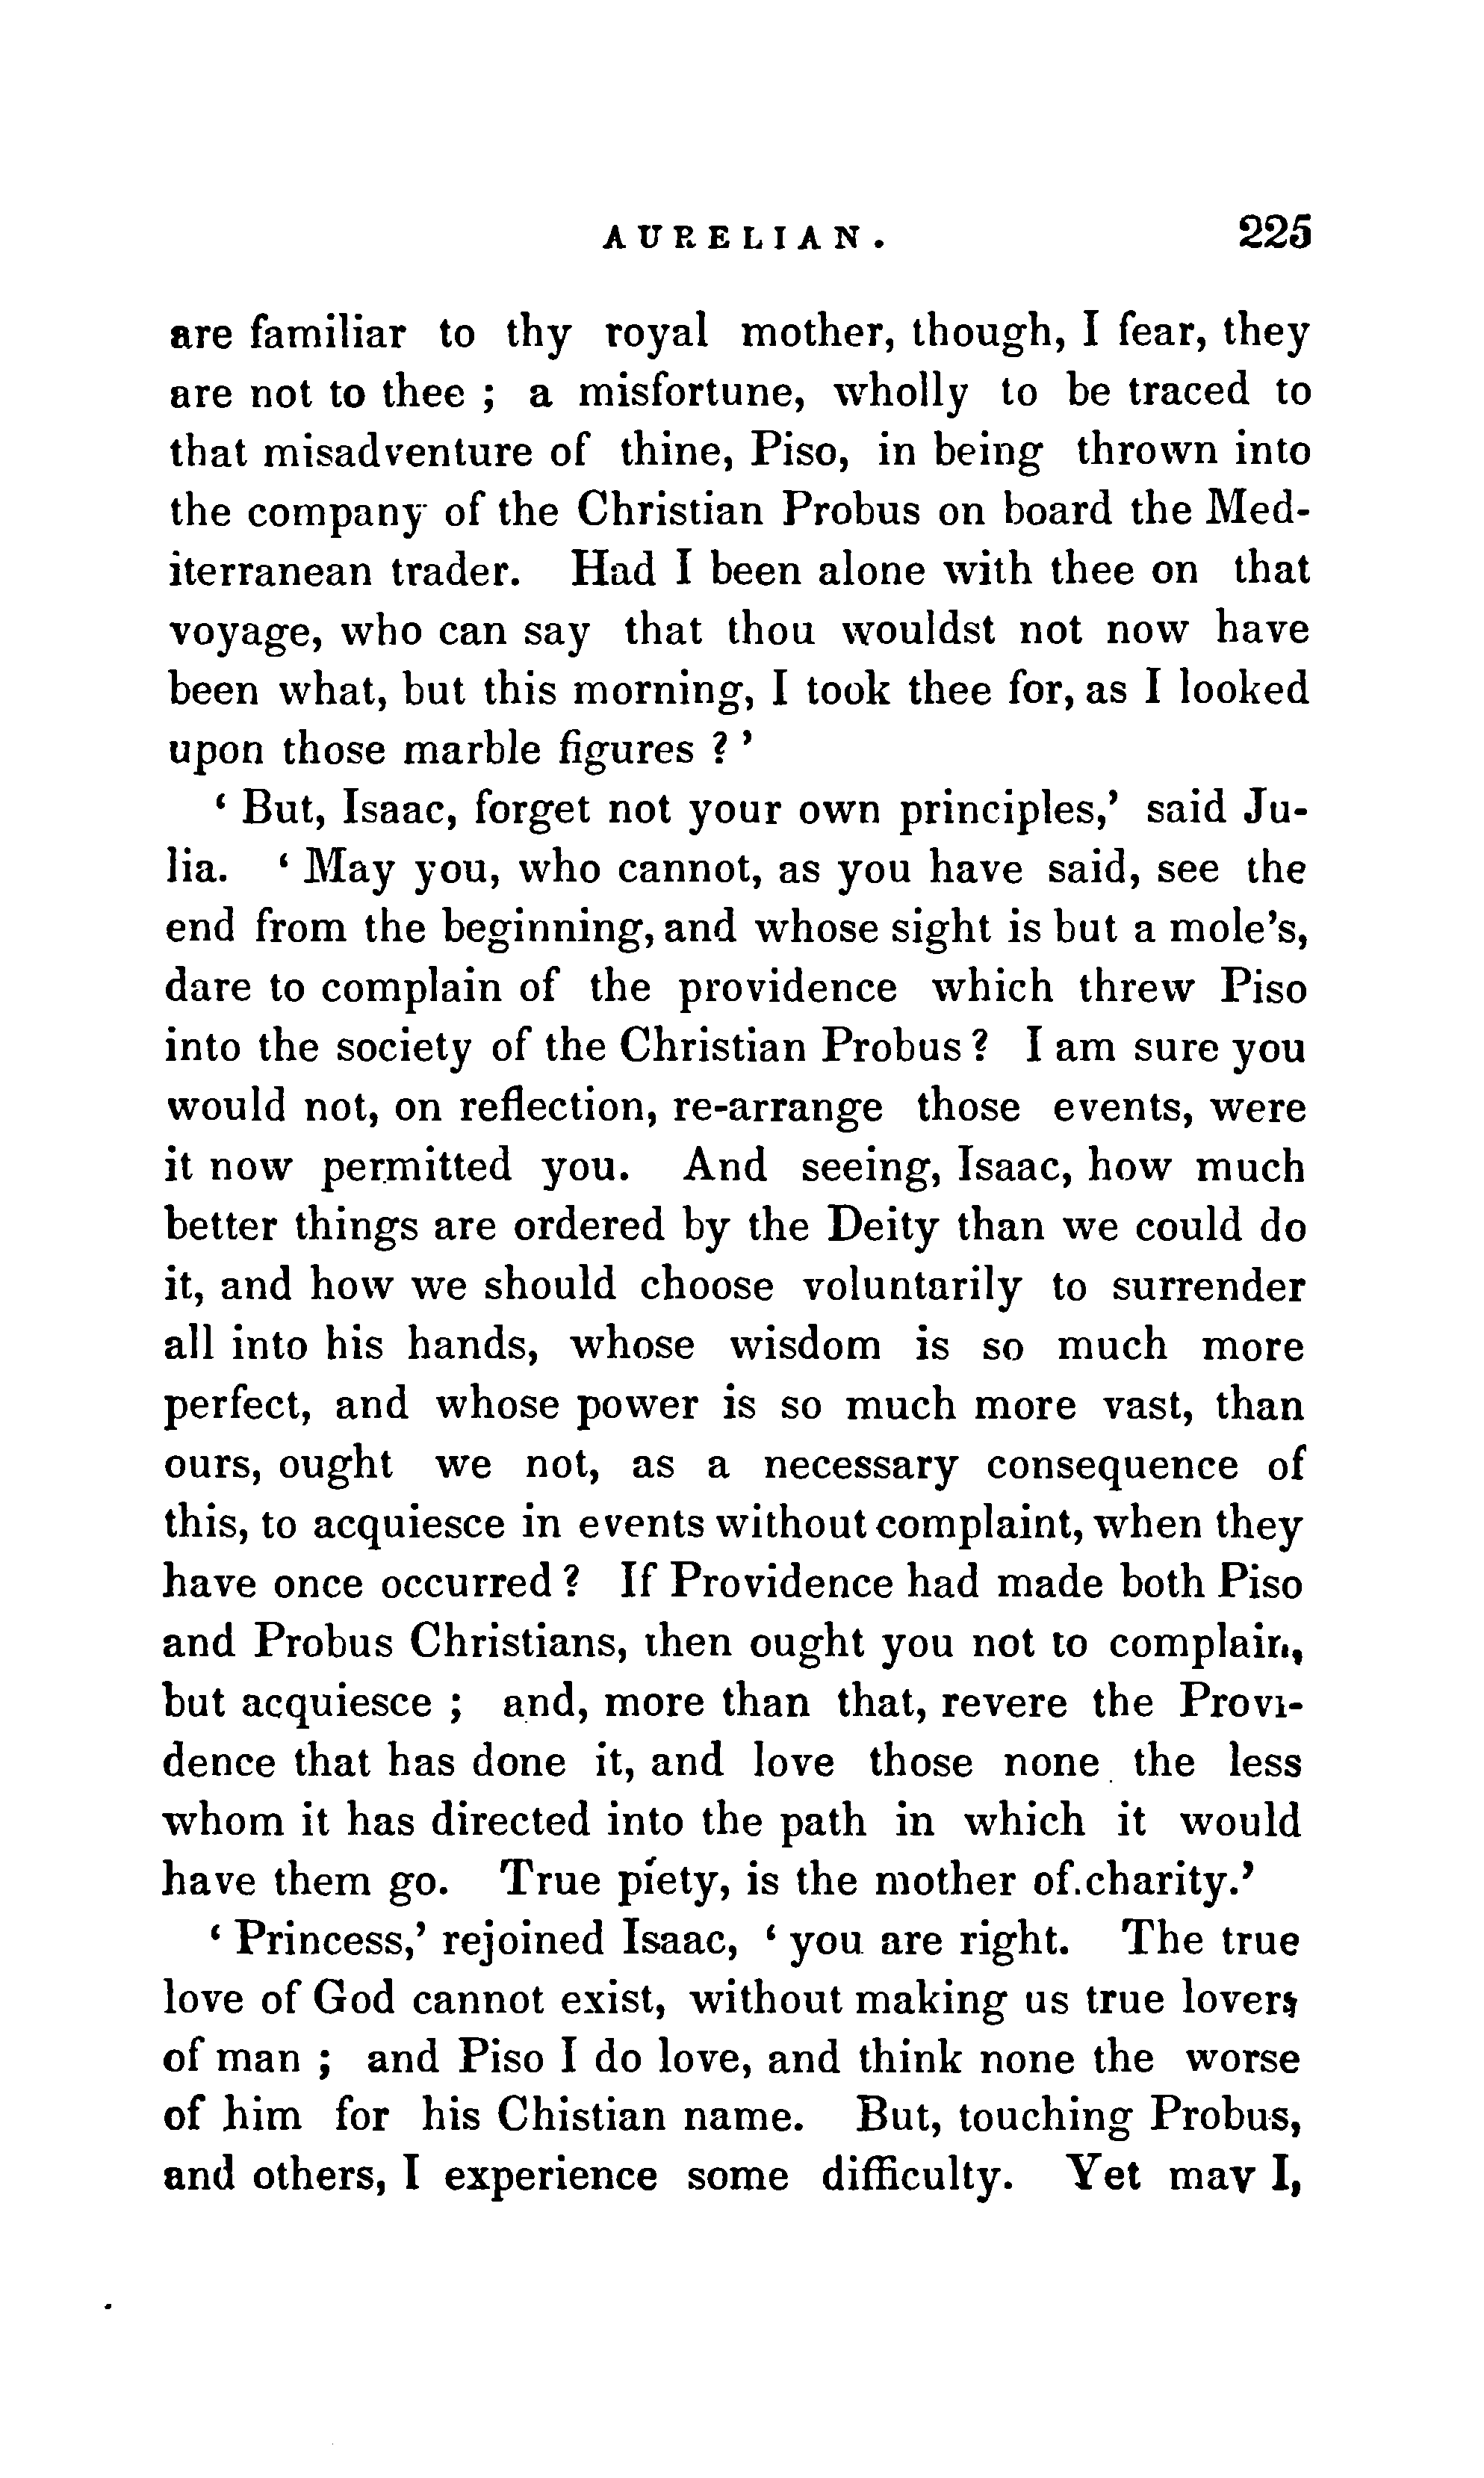 AURELIAN. 225
are familiar to thy royal mother, though, I fear, they
are not to thee ; a misfortune, wholly to be traced to
that misadventure of thine, Piso, in being thrown into
the company of the Christian Probus on board the Med-
iterranean trader. Had I been alone with thee on that
voyage, who can say that thou wouldst not now have
been what, but this morning, I took thee for, as I looked
upon those marble figures ? ’
‘ But, Isaac, forget not your own principles,’ said Ju-
lia. ‘ May you, who cannot, as you have said, see the
end from the beginning, and whose sight is but a mole’s,
dare to complain of the providence which threw Piso
into the society of the Christian Probus ? I am sure you
would not, on reflection, re-arrange those events, were
it now permitted you. And seeing, Isaac, how much
better things are ordered by the Deity than we could do
it, and how we should choose voluntarily to surrender
all into his hands, whose wisdom is so much more
perfect, and whose power is so much more vast, than
ours, ought we not, as a necessary consequence of
this, to acquiesce in events without complaint, when they
have once occurred ? If Providence had made both Piso
and Probus Christians, then ought you not to complain,
but acquiesce ; and, more than that, revere the Provi-
dence that has done it, and love those none the less
whom it has directed into the path in which it would
have them go. True piety, is the mother of charity.’
‘ Princess,’ rejoined Isaac, ‘ you are right. The true
love of God cannot exist, without making us true lovers
of man ; and Piso I do love, and think none the worse
of him for his Chistian name. But, touching Probus,
and others, I experience some difficulty. Yet may I,